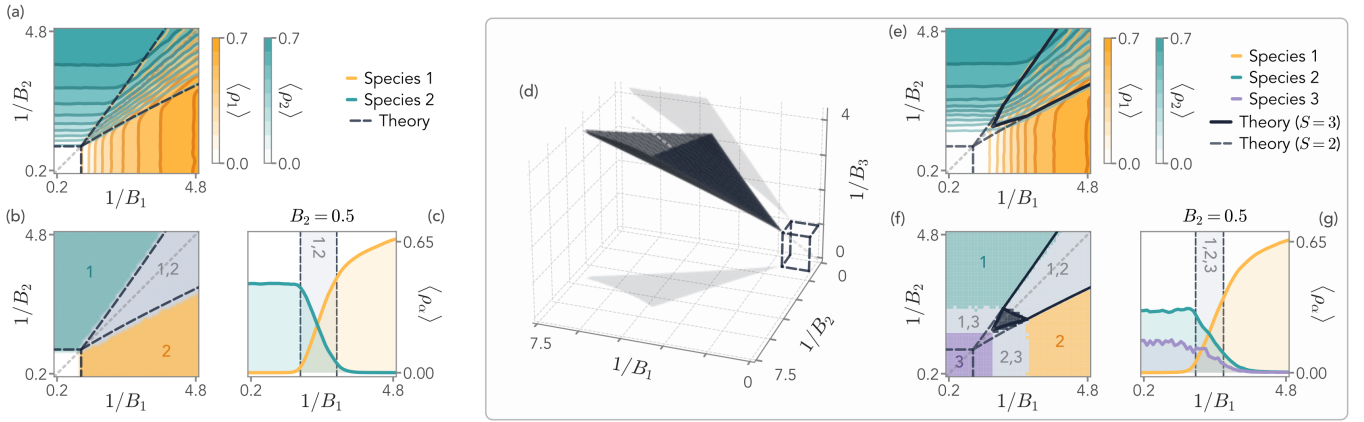 (a)
4.8
1/B₂
0.2
0.2
4.8
1/B₁
0.7
⟨ρ₁⟩
0.0
0.7
⟨ρ₂⟩
0.0
Species 1
Species 2
Theory
(b)
4.8
1/B₂
0.2
1
1,2
2
0.2
4.8
1/B₁
B₂ = 0.5
(c)
1,2
0.65
⟨ρα⟩
0.00
0.2
4.8
1/B₁
(d)
4
1/B₃
0
0
1/B₂
7.5
7.5
1/B₁
0
(e)
4.8
1/B₂
0.2
0.2
4.8
1/B₁
0.7
⟨ρ₁⟩
0.0
0.7
⟨ρ₂⟩
0.0
Species 1
Species 2
Species 3
Theory (S = 3)
Theory (S = 2)
(f)
4.8
1/B₂
0.2
1
1,2
1,3
2
3
2,3
0.2
4.8
1/B₁
B₂ = 0.5
(g)
1,2,3
0.65
⟨ρα⟩
0.00
0.2
4.8
1/B₁